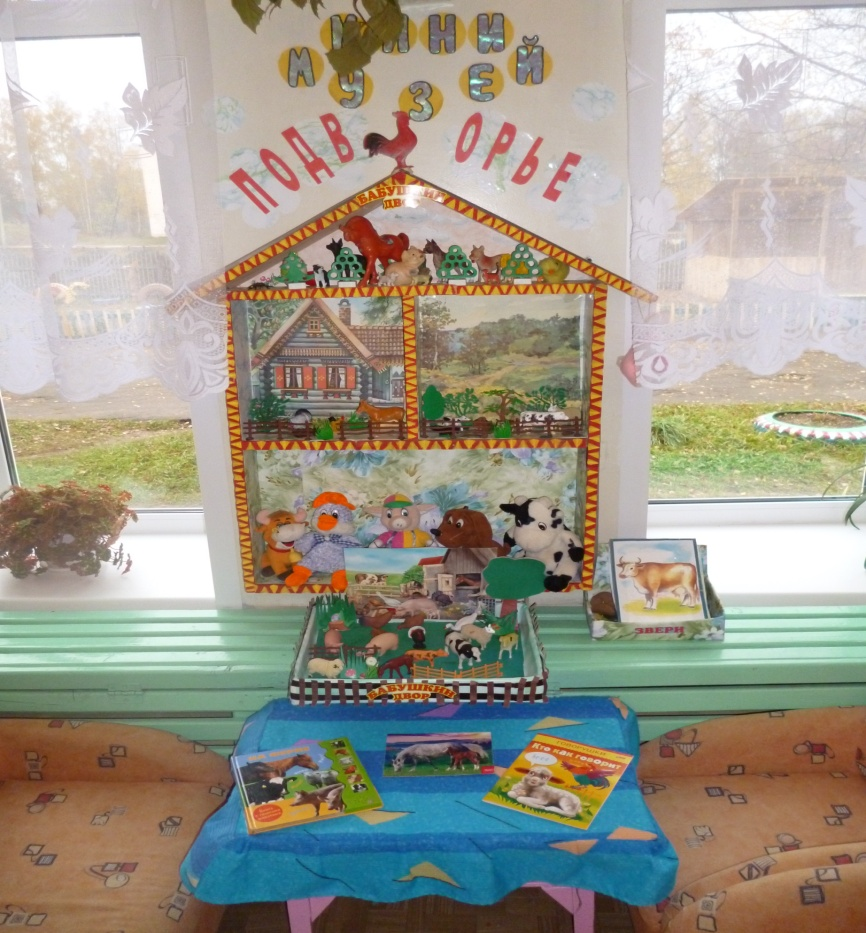 МИНИ
МУЗЕЙ
ПОДВОРЬЕ
БАБУШКИН
ДВОР
ЗВЕРИ
БАБУШКИН
ДВОР
Кто как говорит